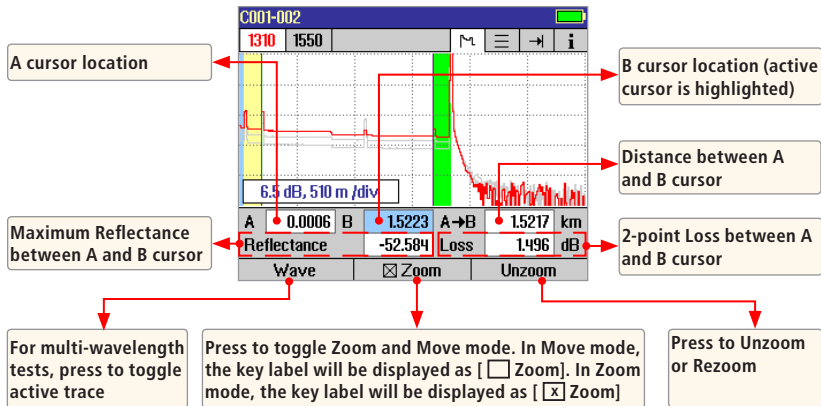 C001-002
1310 1550 i
A cursor location
B cursor location (active
cursor is highlighted)
Distance between A
and B cursor
6.5 dB, 510 m /div
A 0.0006 B 1.5223 A→B 1.5217 km
Reflectance -52.584 Loss 1.496 dB
Maximum Reflectance
between A and B cursor
2-point Loss between A
and B cursor
Wave ☒ Zoom Unzoom
For multi-wavelength
tests, press to toggle
active trace
Press to toggle Zoom and Move mode. In Move mode,
the key label will be displayed as [ ☐ Zoom]. In Zoom
mode, the key label will be displayed as [ ☒ Zoom]
Press to Unzoom
or Rezoom